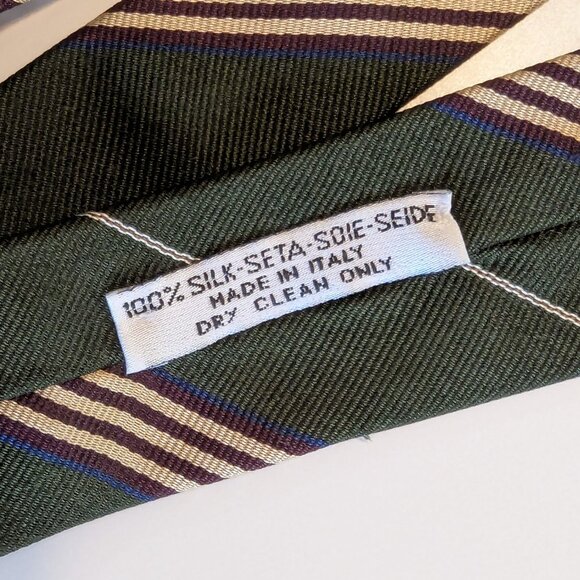 100% SILK-SETA-SOIE-SEIDE
MADE IN ITALY
DRY CLEAN ONLY